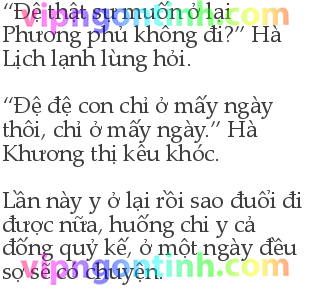 vipngontinh.com
“Đệ thật sự muốn ở lại
Phương phủ không đi?” Hà
Lịch lạnh lùng hỏi.
“Đệ đệ con chỉ ở mấy ngày
thôi, chỉ ở mấy ngày.” Hà
Khương thị kêu khóc.
Lần này y ở lại rồi sao đuổi đi
được nữa, huống chi y cả
đống quỷ kế, ở một ngày đều
sợ sẽ có chuyện.
vipngontinh.com